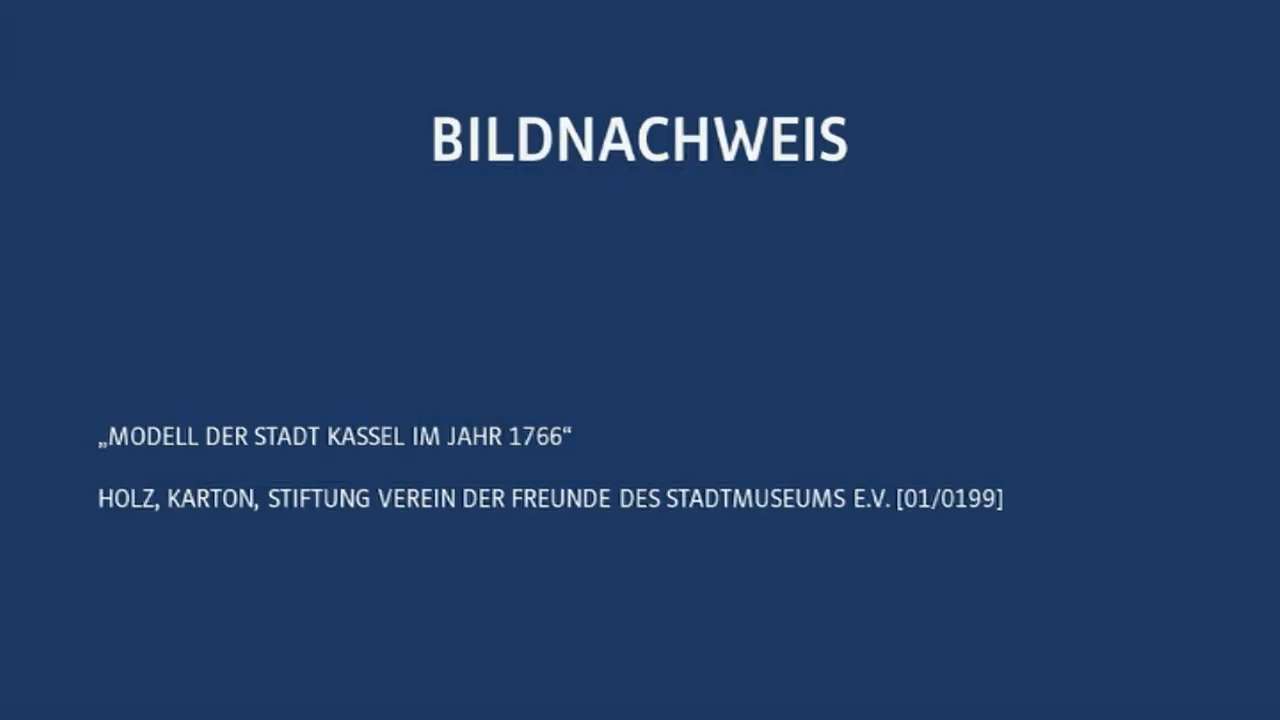 BILDNACHWEIS
„MODELL DER STADT KASSEL IM JAHR 1766“
HOLZ, KARTON, STIFTUNG VEREIN DER FREUNDE DES STADTMUSEUMS E.V. [01/0199]